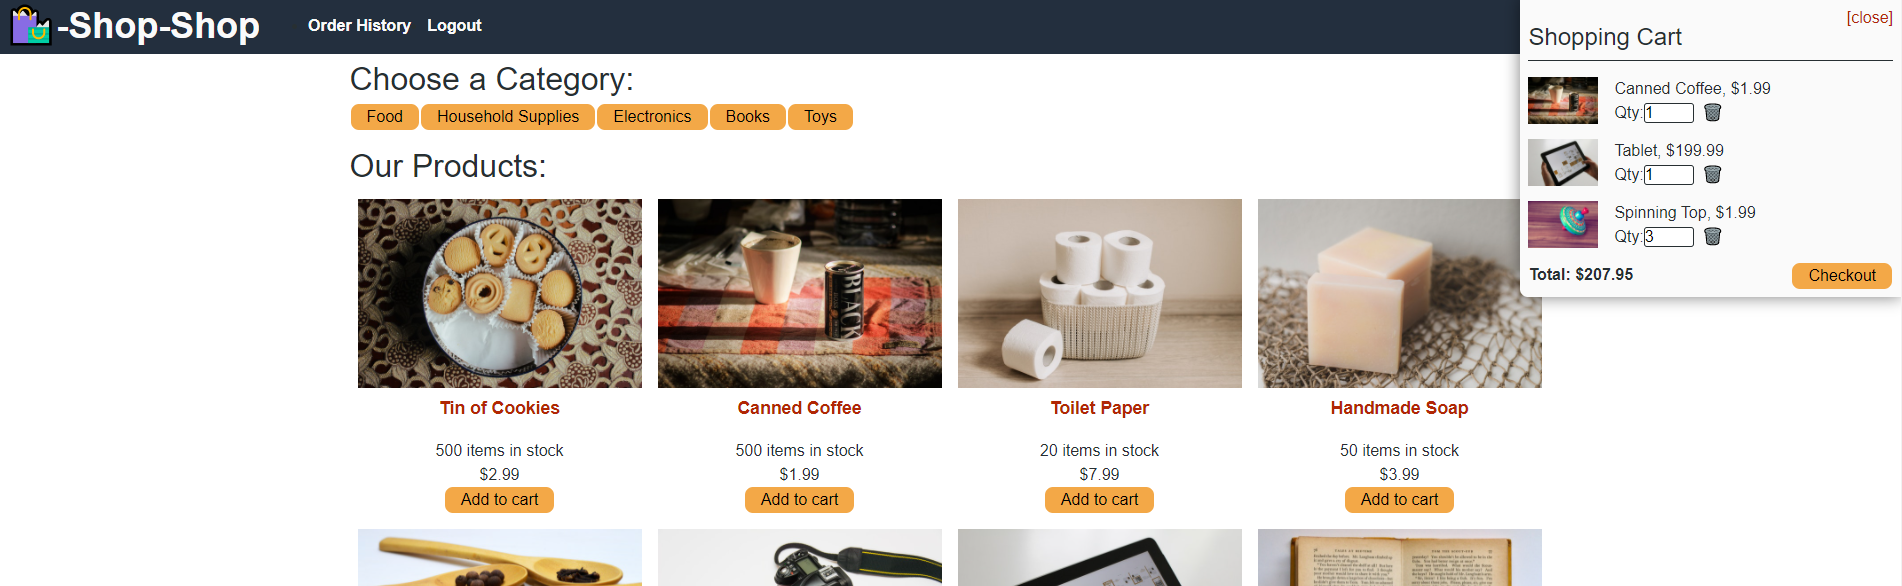 -Shop-Shop
Order History
Logout
Choose a Category:
Food
Household Supplies
Electronics
Books
Toys
Our Products:
BLACK
Tin of Cookies
500 items in stock
$2.99
Add to cart
Canned Coffee
500 items in stock
$1.99
Add to cart
Toilet Paper
20 items in stock
$7.99
Add to cart
Handmade Soap
50 items in stock
$3.99
Add to cart
[close]
Shopping Cart
Canned Coffee, $1.99
Qty:1
Tablet, $199.99
Qty:1
Spinning Top, $1.99
Qty:3
Total: $207.95
Checkout